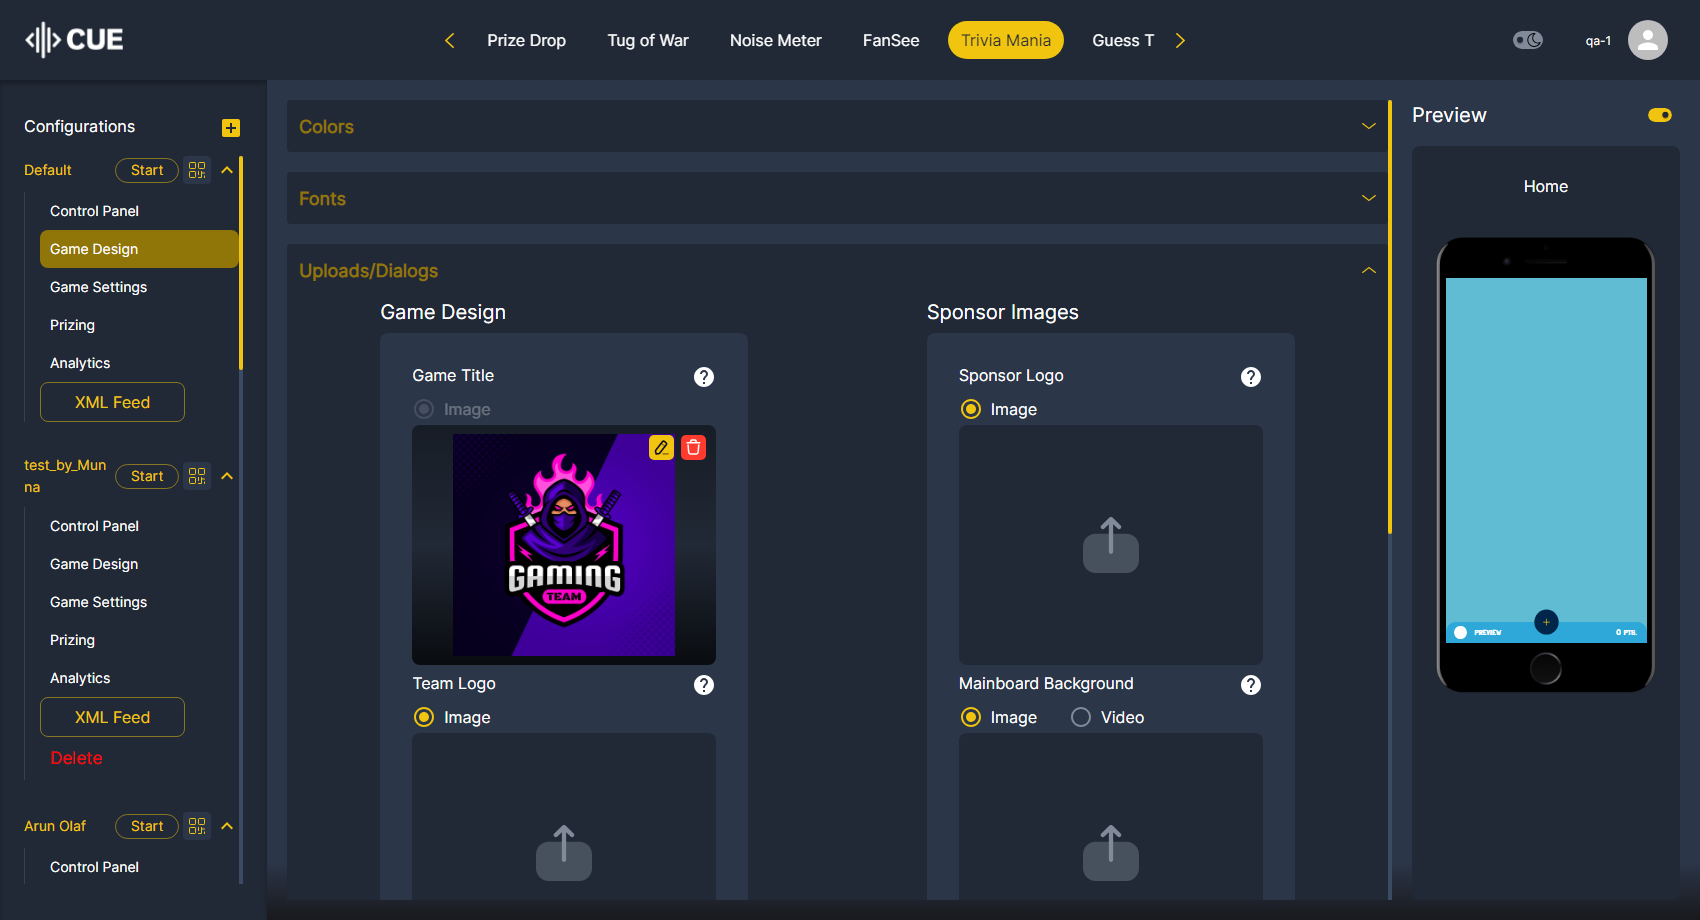 CUE
Prize Drop
Tug of War
Noise Meter
FanSee
Trivia Mania
Guess T
qa-1
Configurations
Default
Start
Control Panel
Game Design
Game Settings
Prizing
Analytics
XML Feed
test_by_Mun
na
Start
Control Panel
Game Design
Game Settings
Prizing
Analytics
XML Feed
Delete
Arun Olaf
Start
Control Panel
Colors
Fonts
Uploads/Dialogs
Game Design
Game Title
Image
GAMING
TEAM
Team Logo
Image
Sponsor Images
Sponsor Logo
Image
Mainboard Background
Image
Video
Preview
Home
PREVIEW
0 PTS.